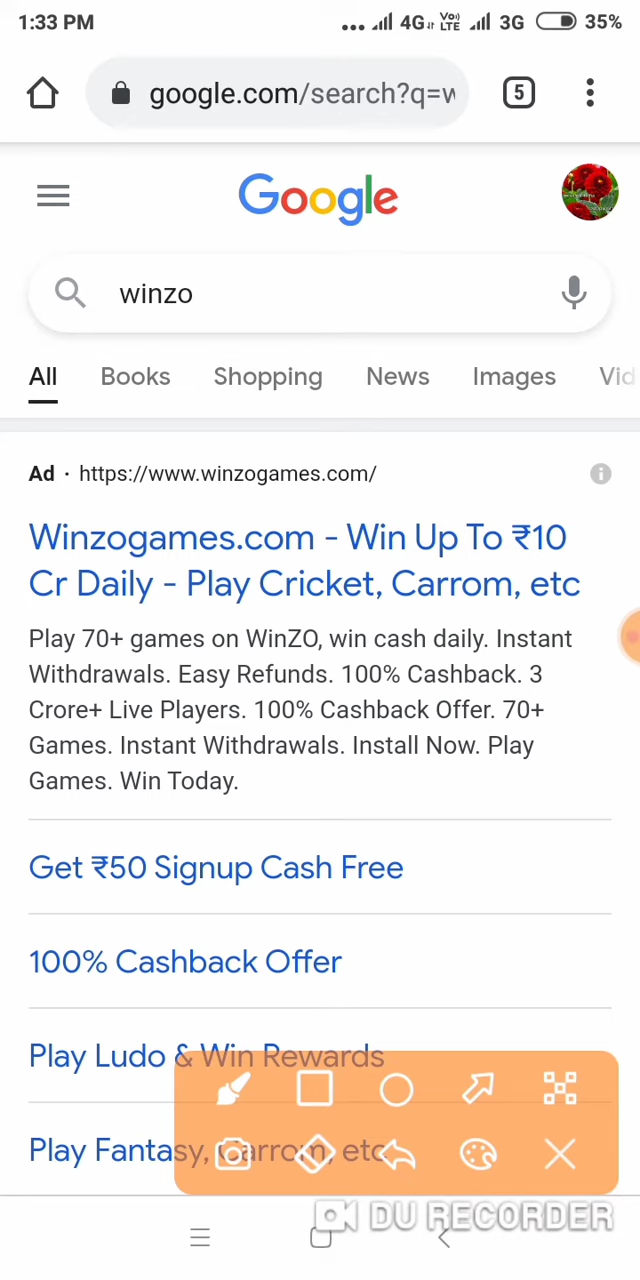 1:33 PM
4G VoLTE 3G 35%
google.com/search?q=w
5
Google
winzo
All Books Shopping News Images Vid
Ad · https://www.winzogames.com/
Winzogames.com - Win Up To ₹10
Cr Daily - Play Cricket, Carrom, etc
Play 70+ games on WinZO, win cash daily. Instant
Withdrawals. Easy Refunds. 100% Cashback. 3
Crore+ Live Players. 100% Cashback Offer. 70+
Games. Instant Withdrawals. Install Now. Play
Games. Win Today.
Get ₹50 Signup Cash Free
100% Cashback Offer
Play Ludo & Win Rewards
Play Fantasy, Carrom, etc
DU RECORDER